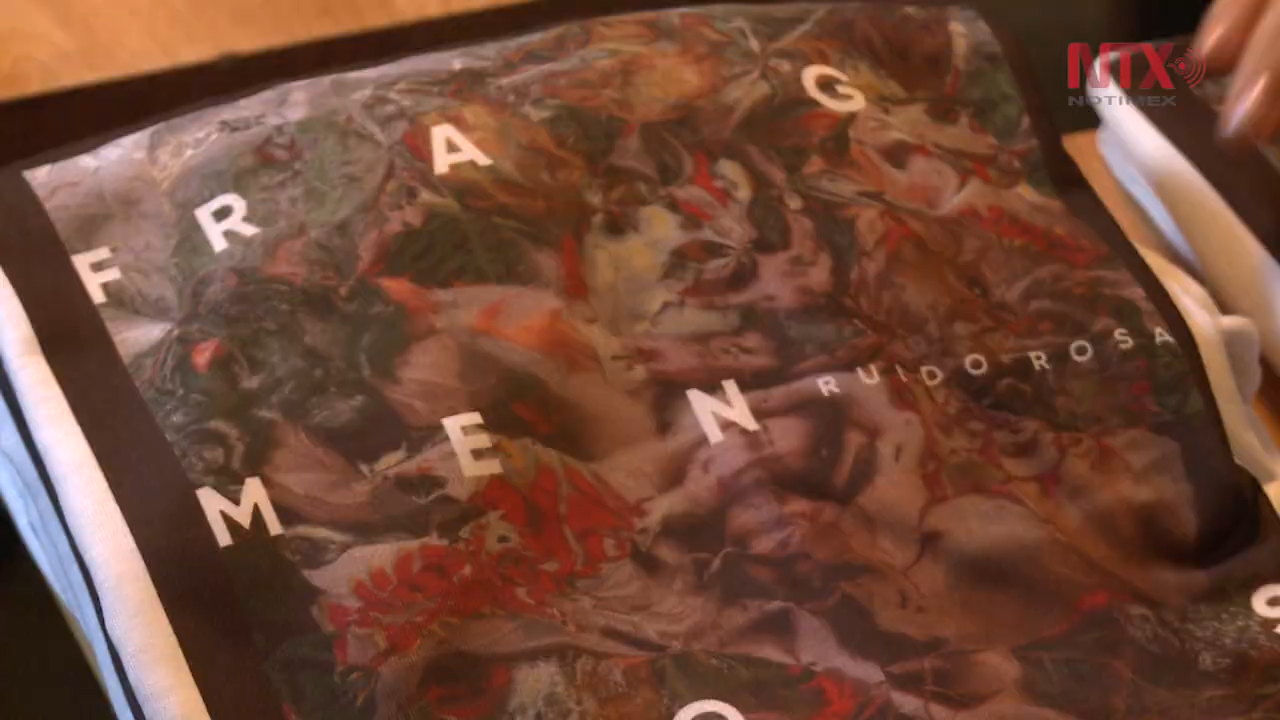 NTX
NOTIMEX
F R A G
M E N
RUIDO ROSA
O S